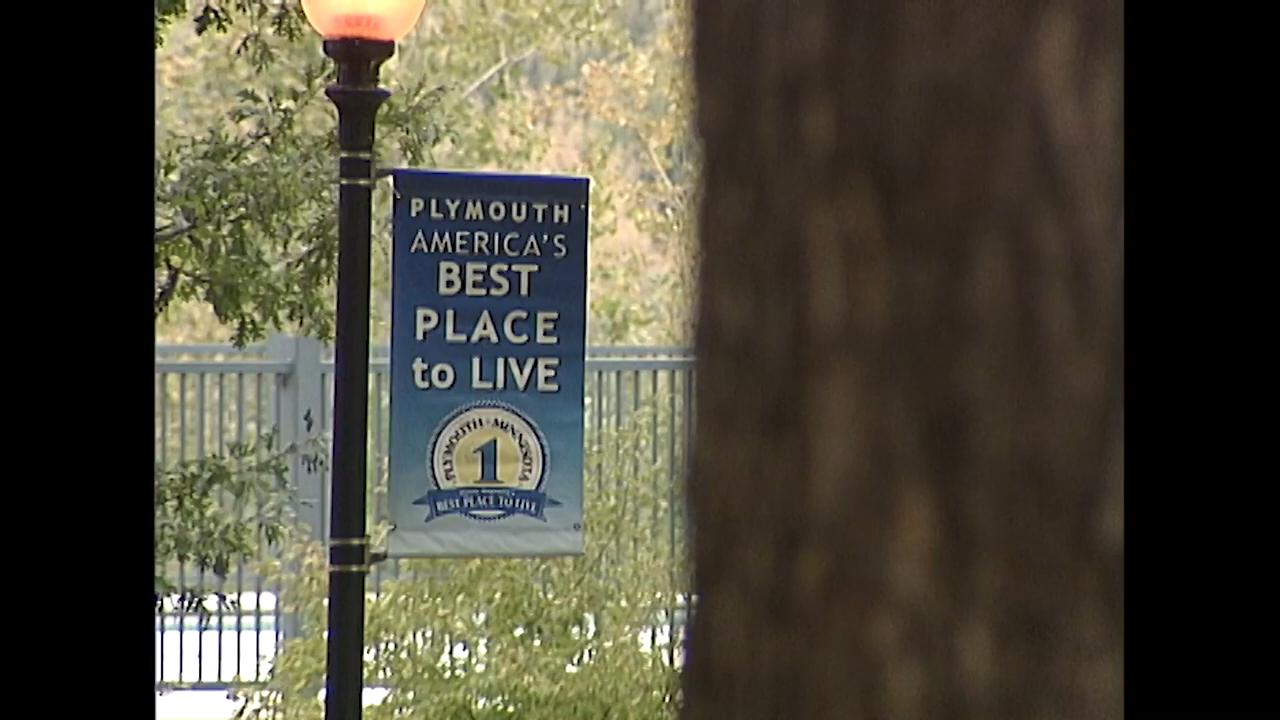 PLYMOUTH
AMERICA'S
BEST
PLACE
to LIVE
PLYMOUTH MINNESOTA
1
BEST PLACE TO LIVE